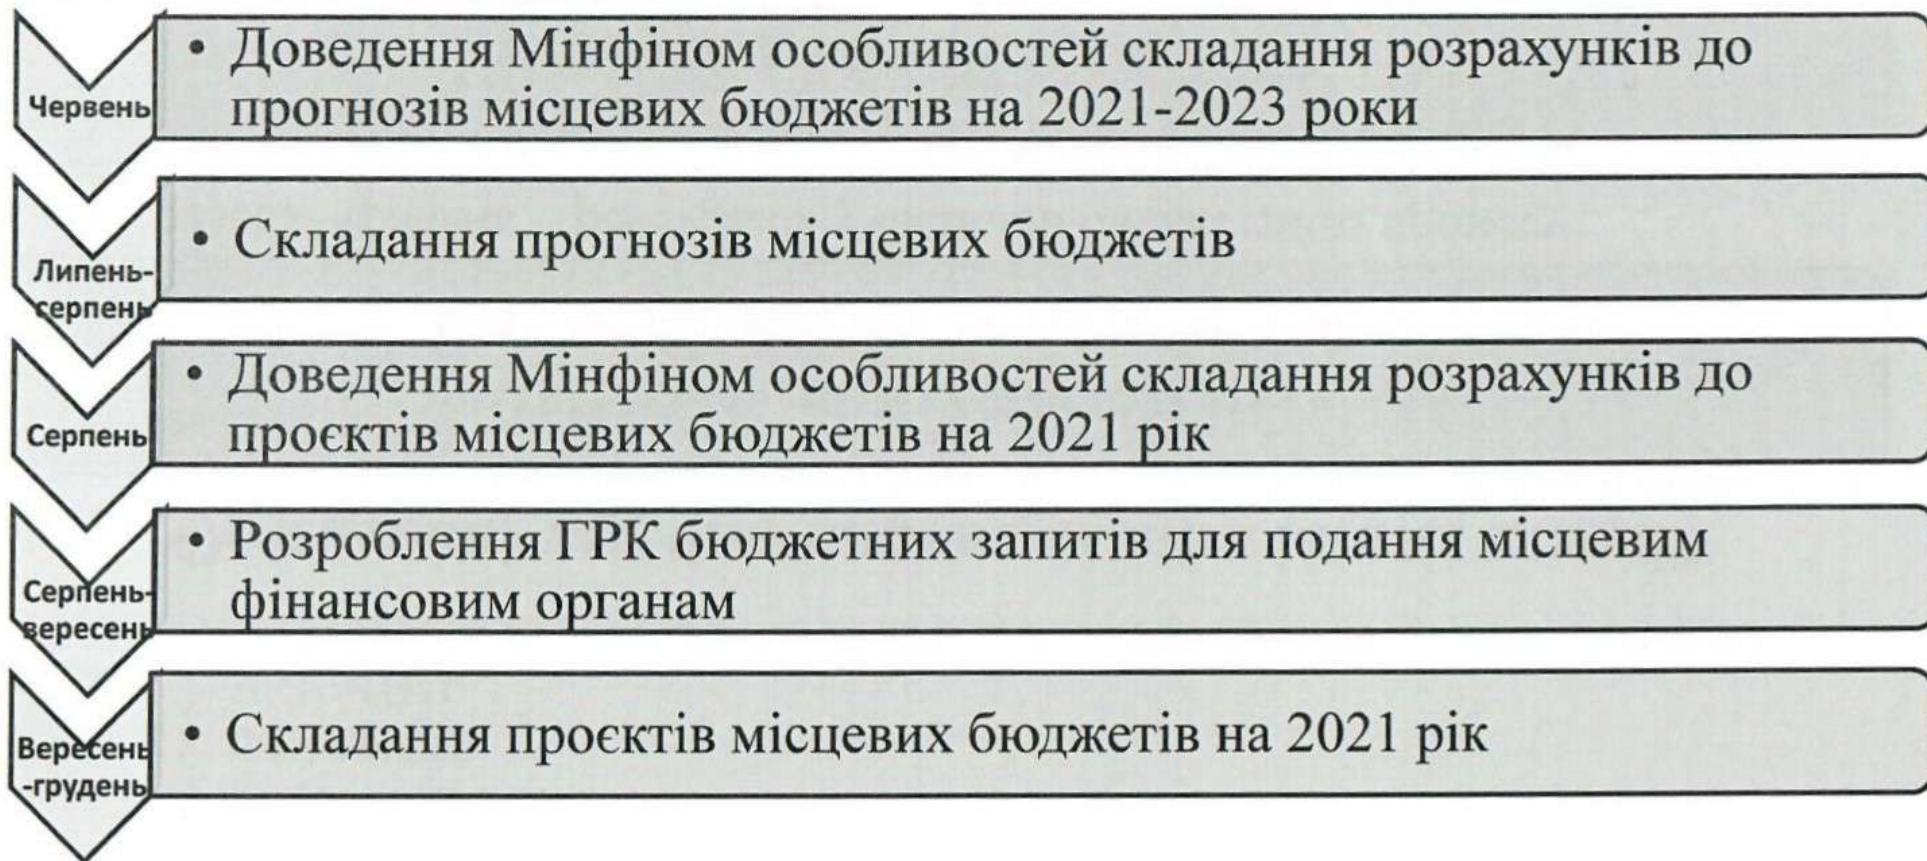 Червень
• Доведення Мінфіном особливостей складання розрахунків до
прогнозів місцевих бюджетів на 2021-2023 роки
Липень-
серпень
• Складання прогнозів місцевих бюджетів
Серпень
• Доведення Мінфіном особливостей складання розрахунків до
проєктів місцевих бюджетів на 2021 рік
Серпень-
вересень
• Розроблення ГРК бюджетних запитів для подання місцевим
фінансовим органам
Вересень
-грудень
• Складання проєктів місцевих бюджетів на 2021 рік